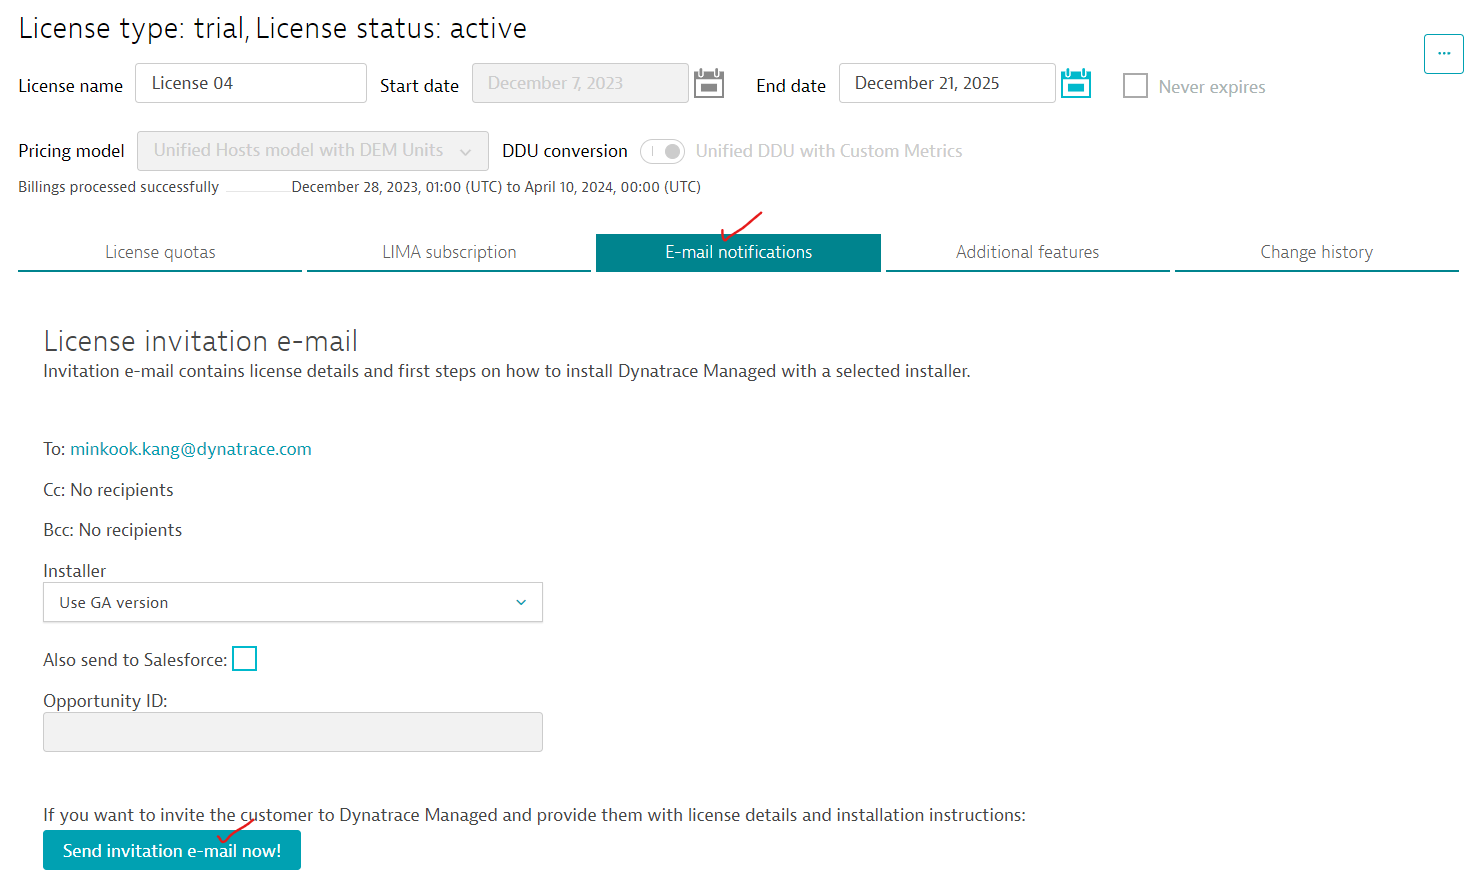 License type: trial, License status: active
...
License name License 04 Start date December 7, 2023 End date December 21, 2025 Never expires
Pricing model Unified Hosts model with DEM Units DDU conversion Unified DDU with Custom Metrics
Billings processed successfully December 28, 2023, 01:00 (UTC) to April 10, 2024, 00:00 (UTC)
License quotas LIMA subscription E-mail notifications Additional features Change history
License invitation e-mail
Invitation e-mail contains license details and first steps on how to install Dynatrace Managed with a selected installer.
To: minkook.kang@dynatrace.com
Cc: No recipients
Bcc: No recipients
Installer
Use GA version
Also send to Salesforce:
Opportunity ID:
If you want to invite the customer to Dynatrace Managed and provide them with license details and installation instructions:
Send invitation e-mail now!